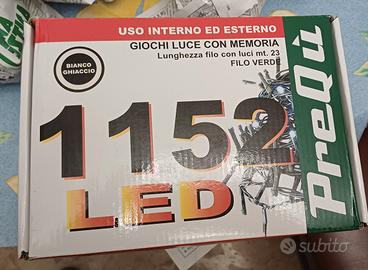 USO INTERNO ED ESTERNO
GIOCHI LUCE CON MEMORIA
Lunghezza filo con luci mt. 23
FILO VERDE
BIANCO
GHIACCIO
1152
LED
PreQù
subito